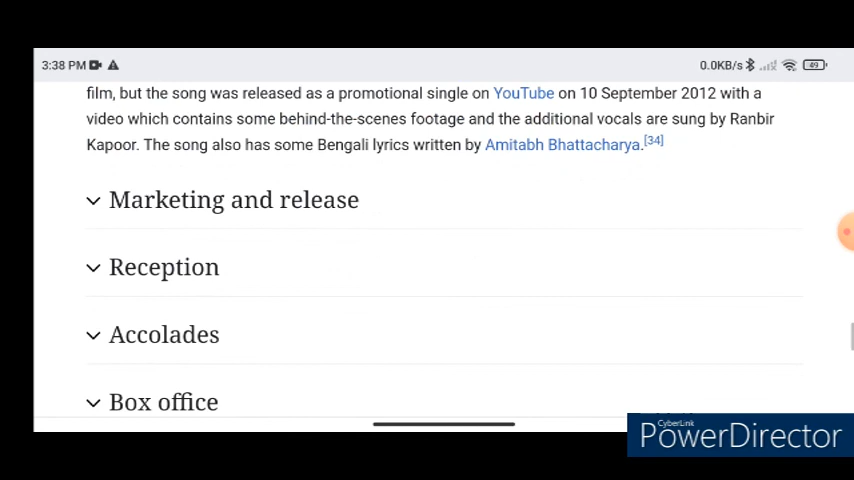 3:38 PM 0.0KB/s 49
film, but the song was released as a promotional single on YouTube on 10 September 2012 with a
video which contains some behind-the-scenes footage and the additional vocals are sung by Ranbir
Kapoor. The song also has some Bengali lyrics written by Amitabh Bhattacharya.[34]
Marketing and release
Reception
Accolades
Box office
CyberLink
PowerDirector